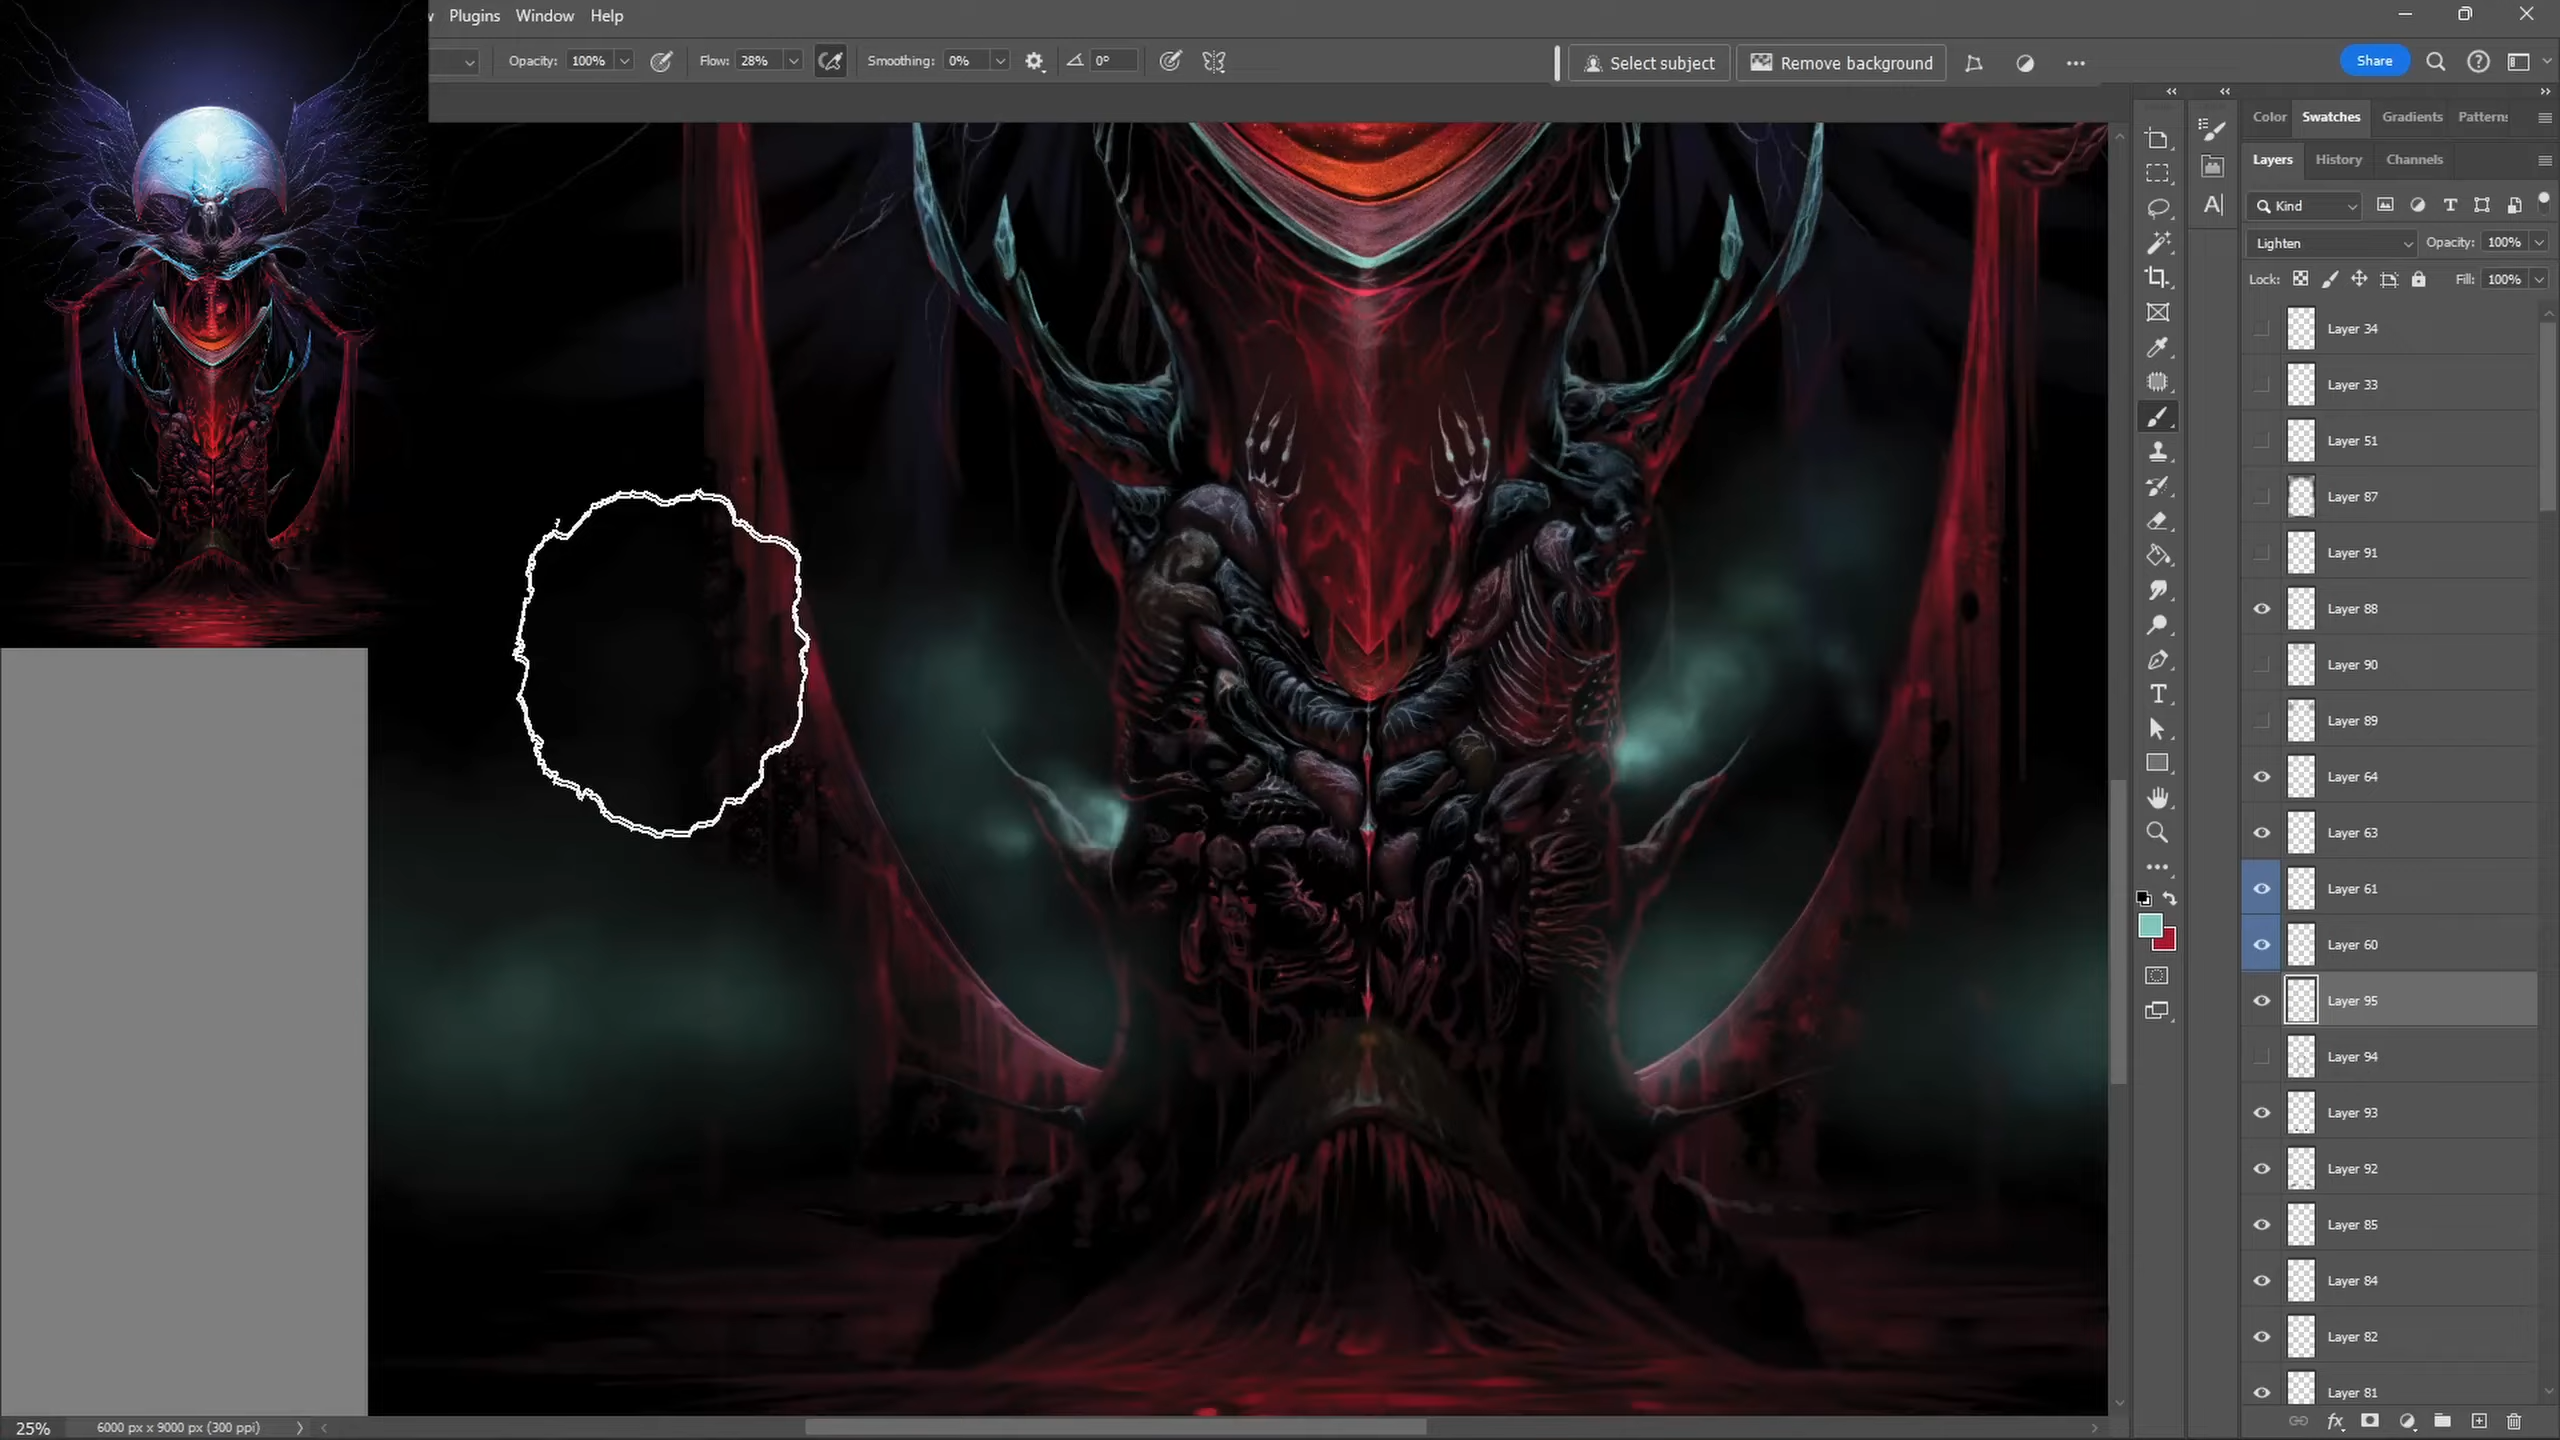 Plugins Window Help
Opacity: 100% Flow: 28% Smoothing: 0% 0° Select subject Remove background Share
Color Swatches Gradients Patterns
Layers History Channels
Kind
Lighten Opacity: 100%
Lock: Fill: 100%
Layer 34
Layer 33
Layer 51
Layer 87
Layer 91
Layer 88
Layer 90
Layer 89
Layer 64
Layer 63
Layer 61
Layer 60
Layer 95
Layer 94
Layer 93
Layer 92
Layer 85
Layer 84
Layer 82
Layer 81
25% 6000 px x 9000 px (300 ppi)